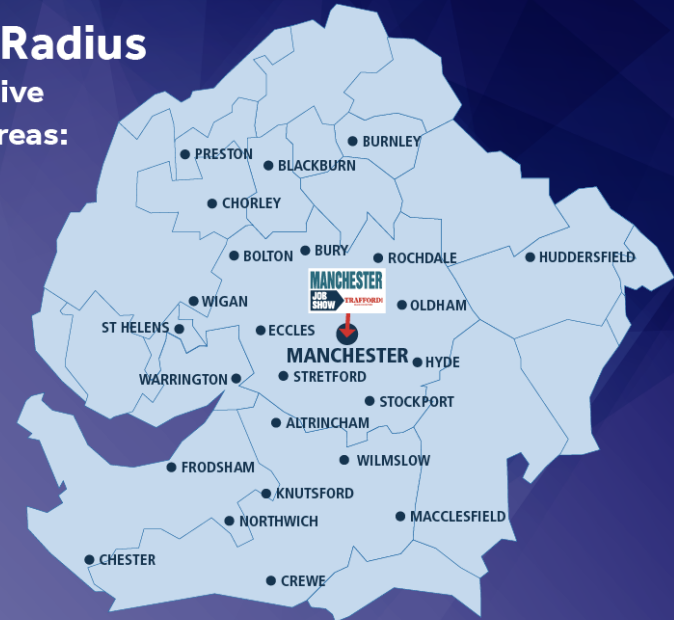 Radius
ive
reas:
BURNLEY
PRESTON
BLACKBURN
CHORLEY
BOLTON
BURY
ROCHDALE
HUDDERSFIELD
MANCHESTER
JOB
SHOW
TRAFFORD
WIGAN
OLDHAM
ST HELENS
ECCLES
MANCHESTER
HYDE
WARRINGTON
STRETFORD
STOCKPORT
ALTRINCHAM
WILMSLOW
FRODSHAM
KNUTSFORD
NORTHWICH
MACCLESFIELD
CHESTER
CREWE